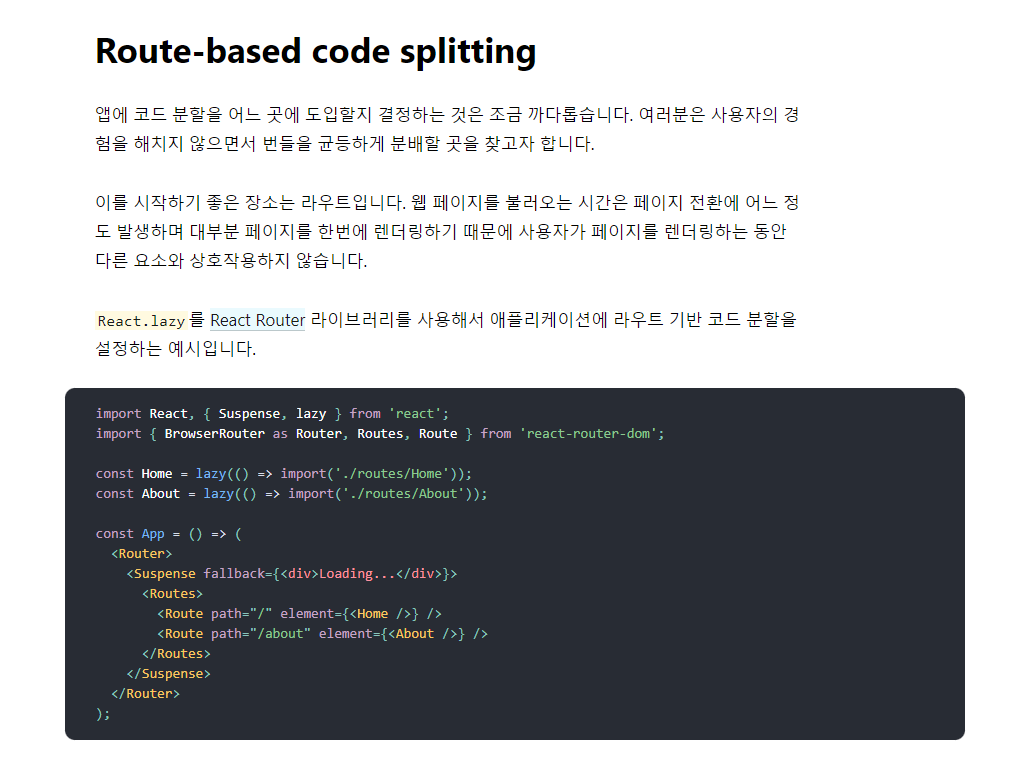 Route-based code splitting
앱에 코드 분할을 어느 곳에 도입할지 결정하는 것은 조금 까다롭습니다. 여러분은 사용자의 경
험을 해치지 않으면서 번들을 균등하게 분배할 곳을 찾고자 합니다.
이를 시작하기 좋은 장소는 라우트입니다. 웹 페이지를 불러오는 시간은 페이지 전환에 어느 정
도 발생하며 대부분 페이지를 한번에 렌더링하기 때문에 사용자가 페이지를 렌더링하는 동안
다른 요소와 상호작용하지 않습니다.
React.lazy를 React Router 라이브러리를 사용해서 애플리케이션에 라우트 기반 코드 분할을
설정하는 예시입니다.
import React, { Suspense, lazy } from 'react';
import { BrowserRouter as Router, Routes, Route } from 'react-router-dom';
const Home = lazy(() => import('./routes/Home'));
const About = lazy(() => import('./routes/About'));
const App = () => (
  <Router>
    <Suspense fallback={<div>Loading...</div>}>
      <Routes>
        <Route path="/" element={<Home />} />
        <Route path="/about" element={<About />} />
      </Routes>
    </Suspense>
  </Router>
);